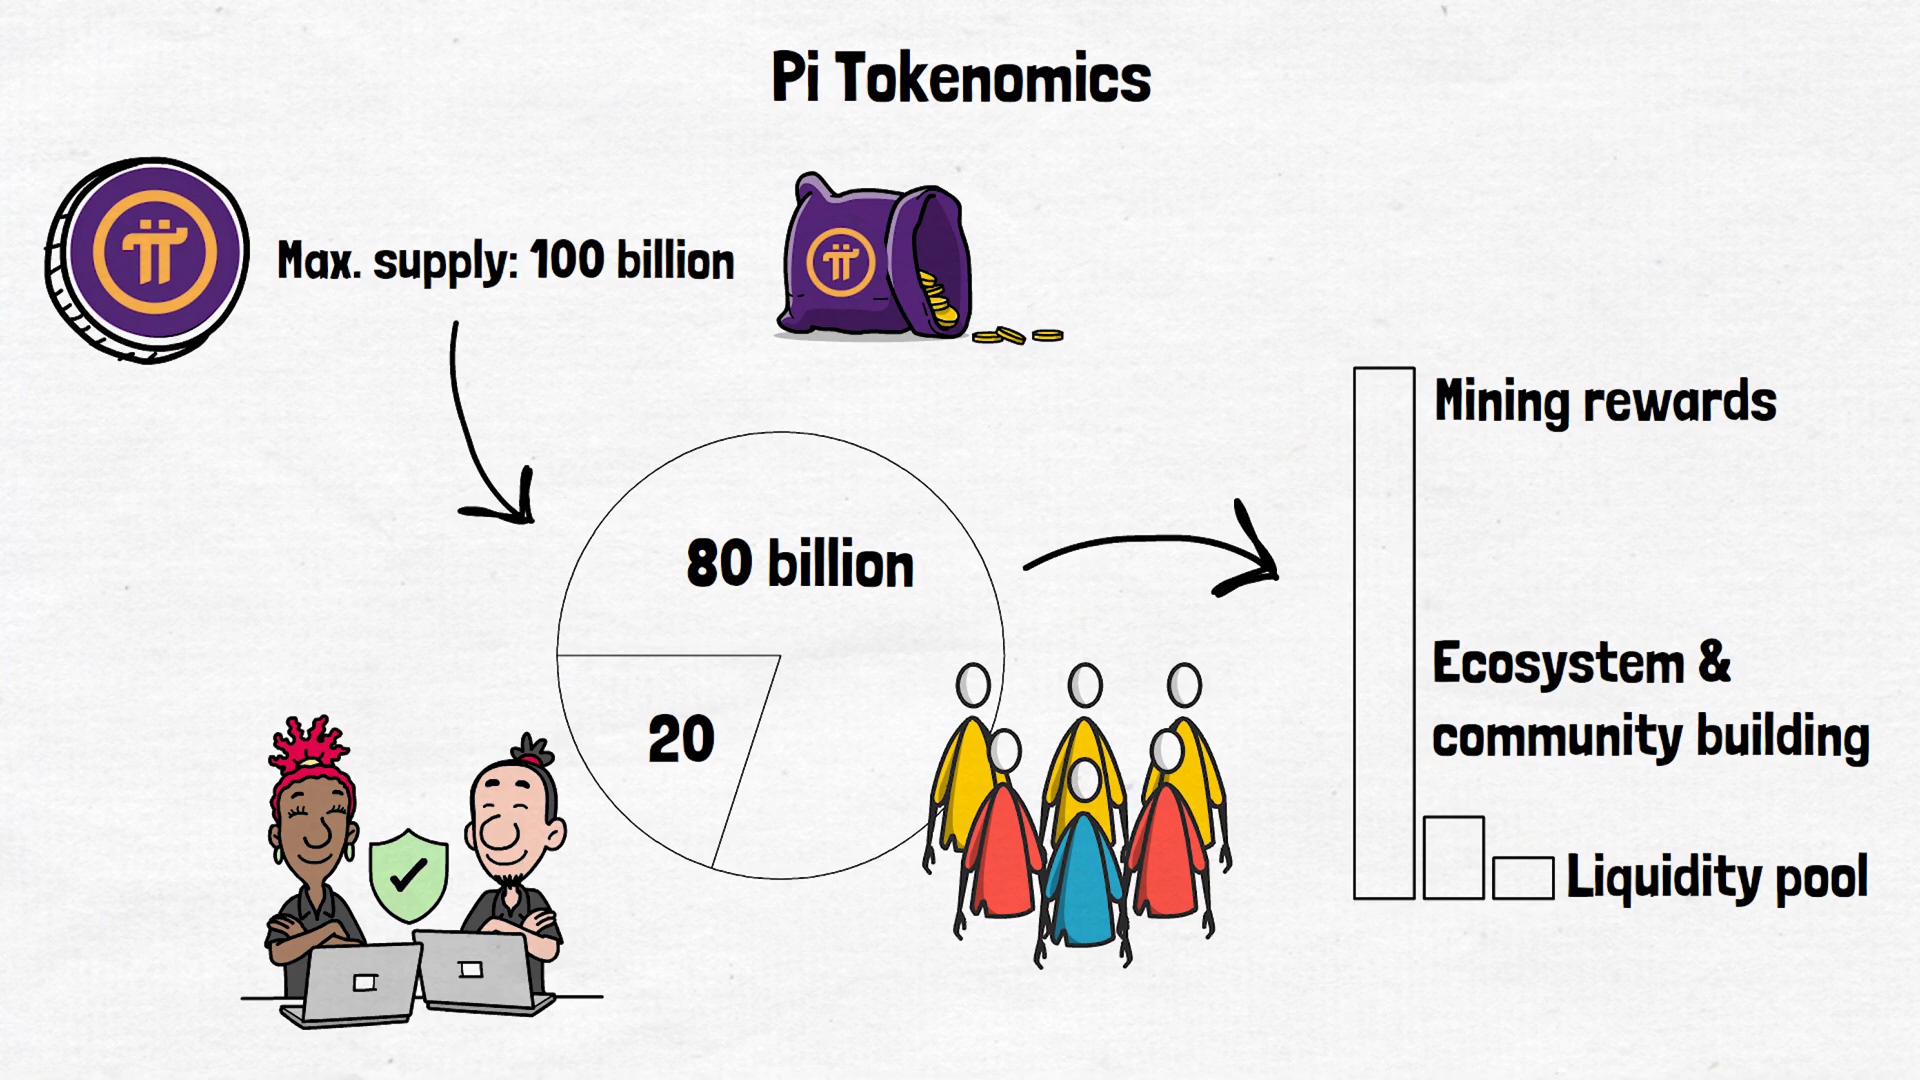 Pi Tokenomics
Max. supply: 100 billion
80 billion
20
Mining rewards
Ecosystem &
community building
Liquidity pool